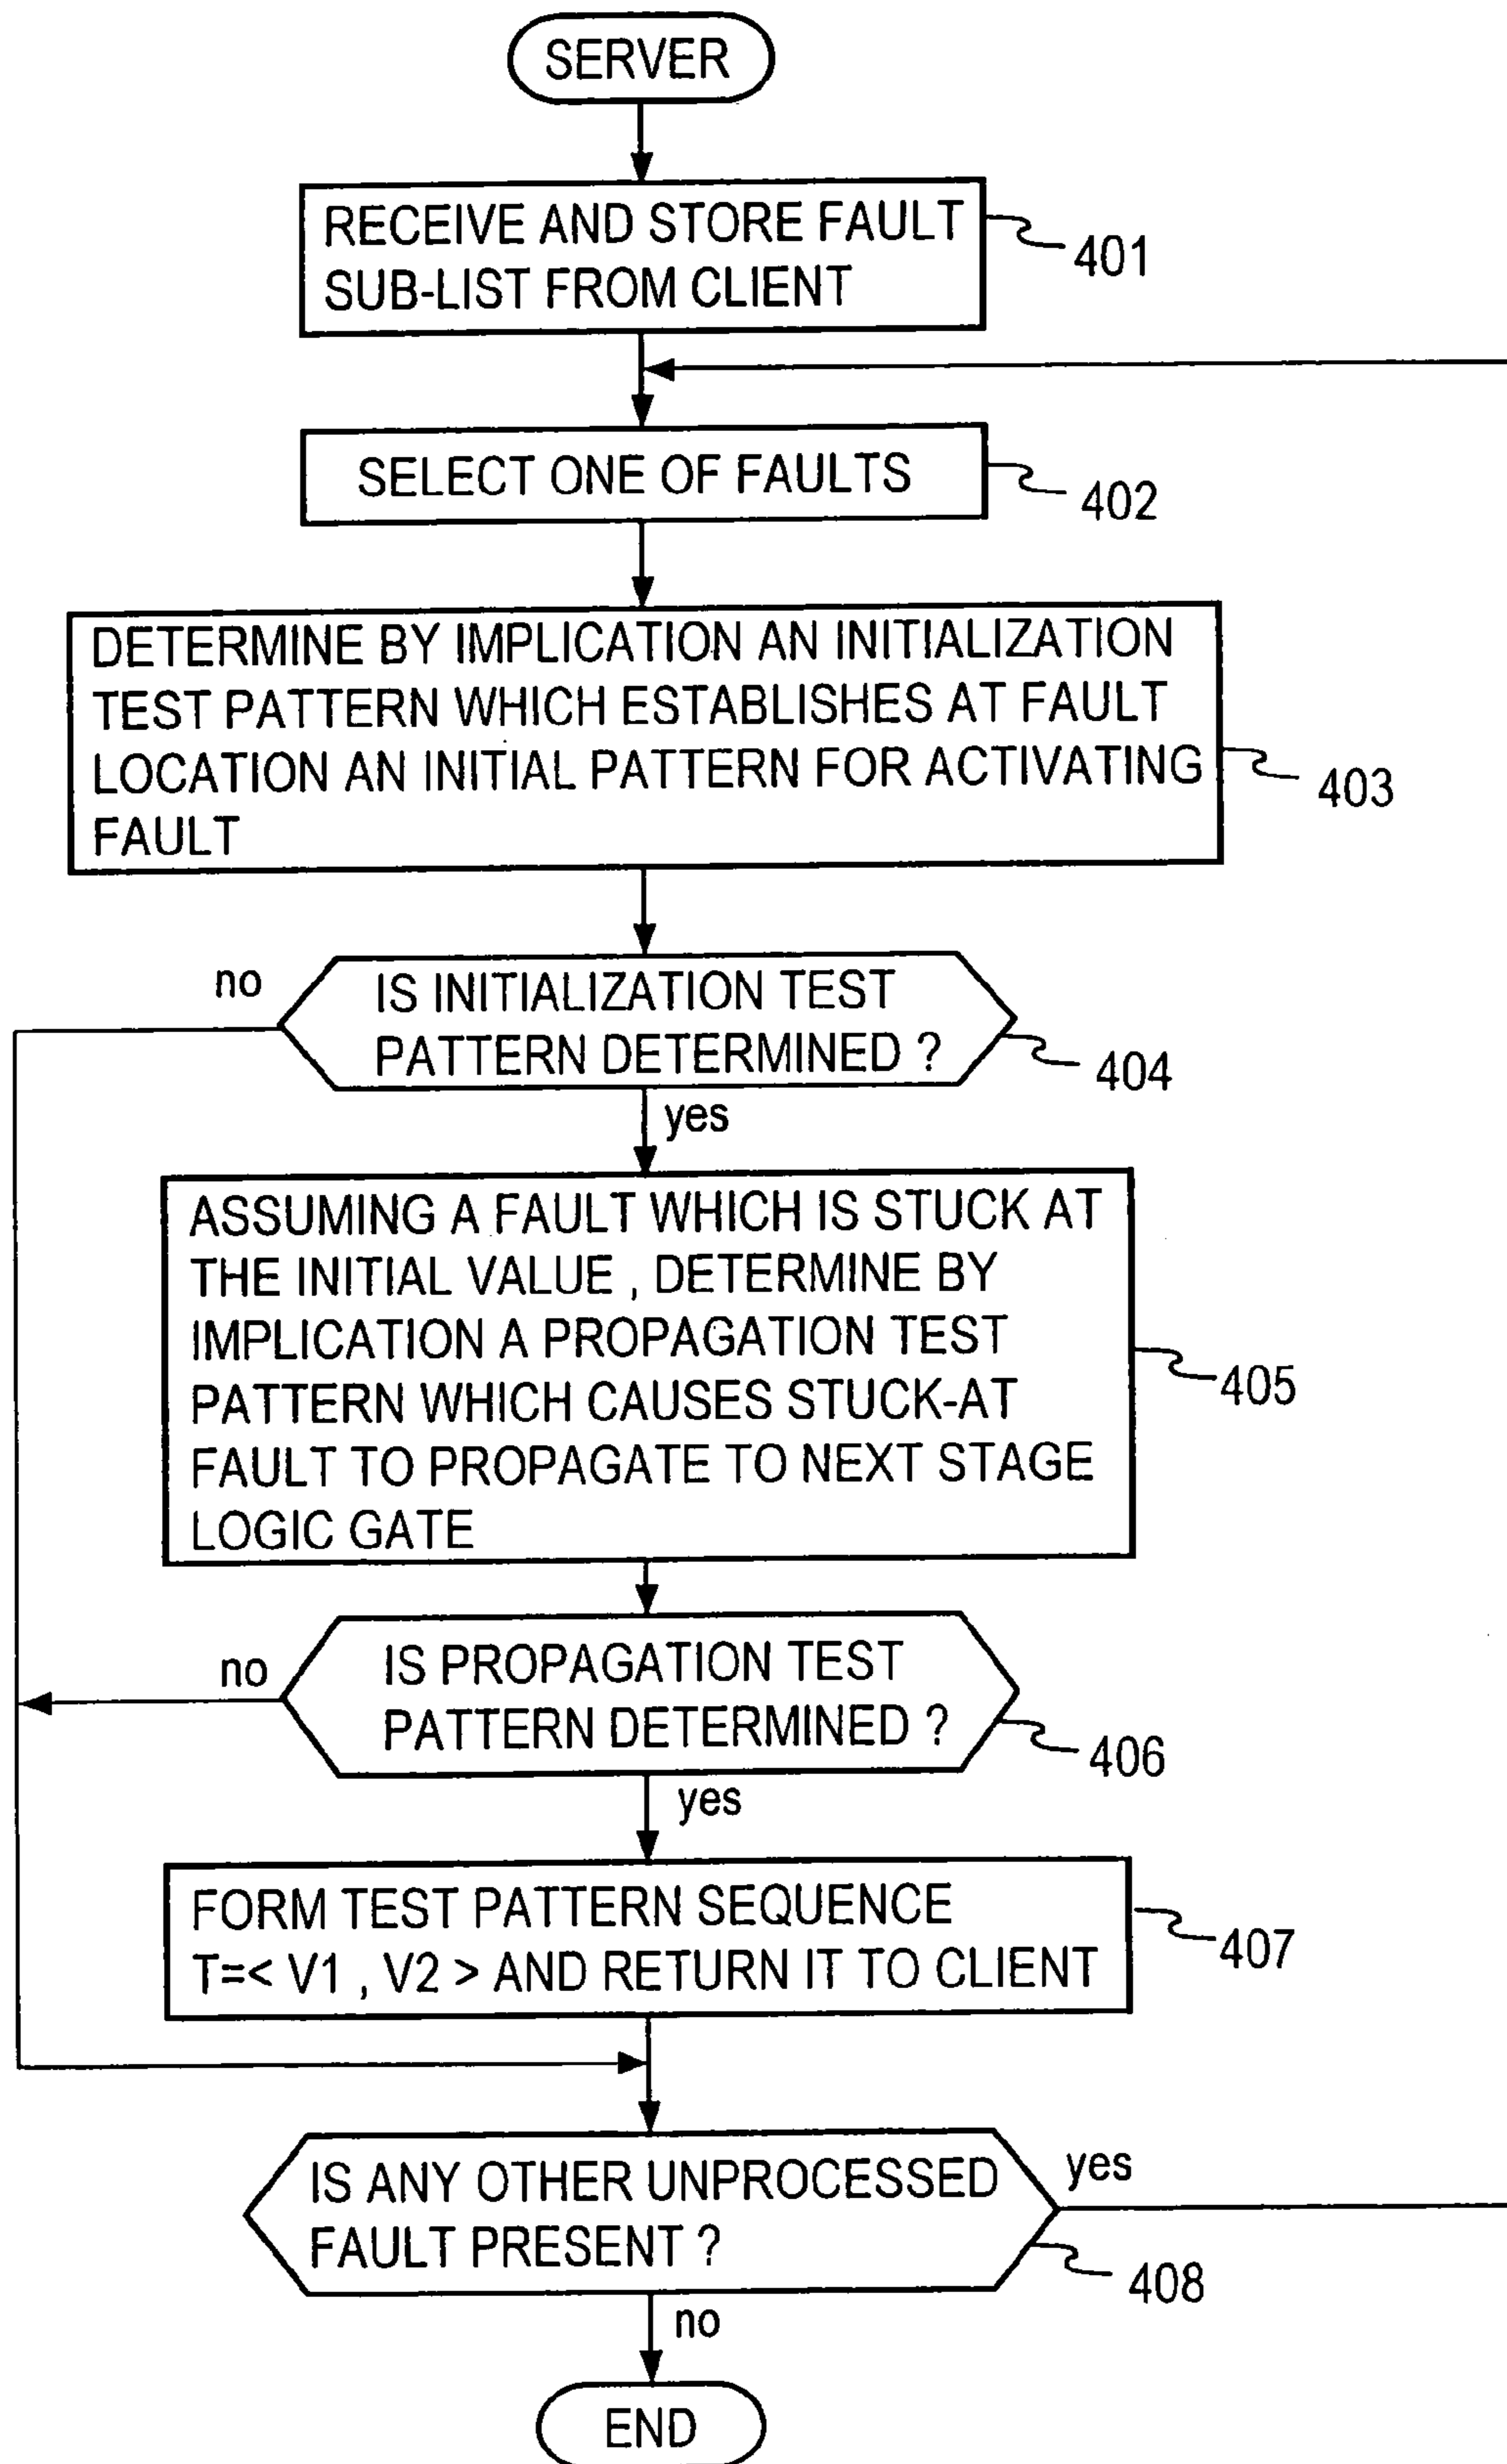 SERVER
RECEIVE AND STORE FAULT
SUB-LIST FROM CLIENT
401
SELECT ONE OF FAULTS
402
DETERMINE BY IMPLICATION AN INITIALIZATION
TEST PATTERN WHICH ESTABLISHES AT FAULT
LOCATION AN INITIAL PATTERN FOR ACTIVATING
FAULT
403
no
IS INITIALIZATION TEST
PATTERN DETERMINED ?
404
yes
ASSUMING A FAULT WHICH IS STUCK AT
THE INITIAL VALUE , DETERMINE BY
IMPLICATION A PROPAGATION TEST
PATTERN WHICH CAUSES STUCK-AT
FAULT TO PROPAGATE TO NEXT STAGE
LOGIC GATE
405
no
IS PROPAGATION TEST
PATTERN DETERMINED ?
406
yes
FORM TEST PATTERN SEQUENCE
T=< V1 , V2 > AND RETURN IT TO CLIENT
407
IS ANY OTHER UNPROCESSED
FAULT PRESENT ?
yes
408
no
END